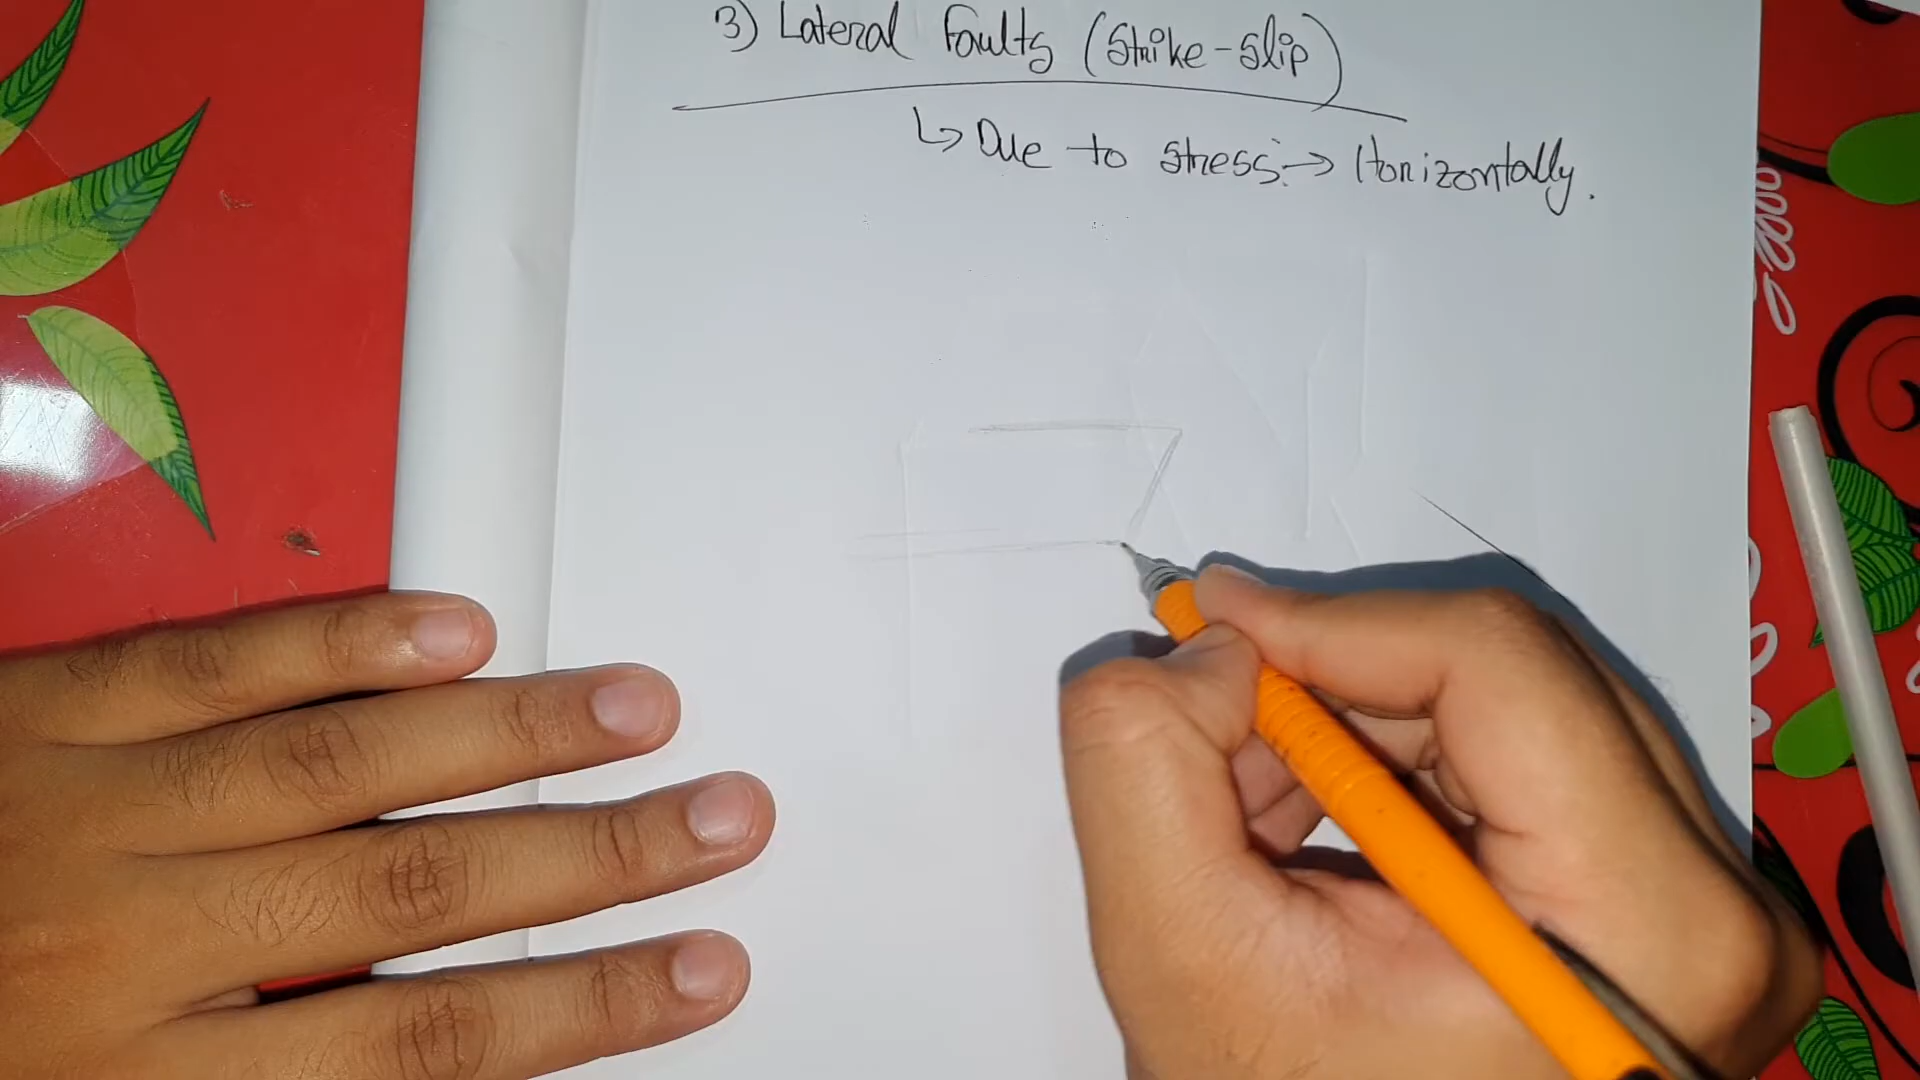 3) Lateral Faults (Strike-slip)
↳ Due to stress:→ Horizontally.